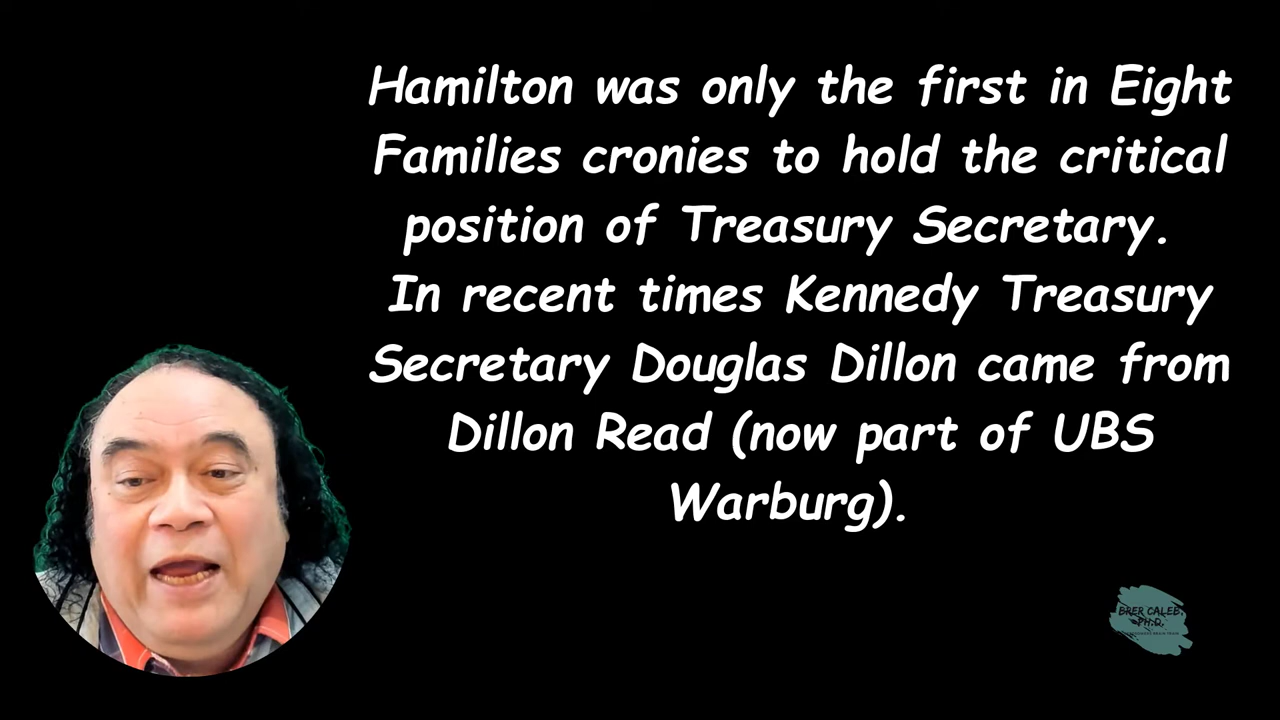 Hamilton was only the first in Eight
Families cronies to hold the critical
position of Treasury Secretary.
In recent times Kennedy Treasury
Secretary Douglas Dillon came from
Dillon Read (now part of UBS
Warburg).
BRER CALEB,
PH.D.